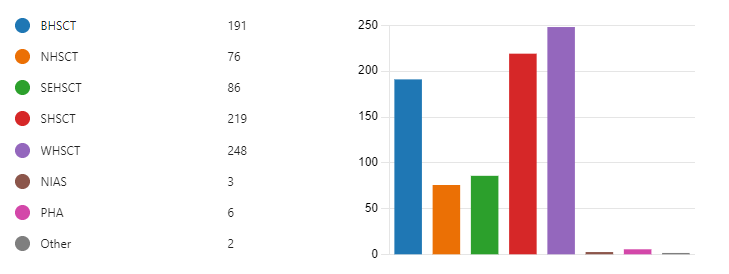 BHSCT 191
NHSCT 76
SEHSCT 86
SHSCT 219
WHSCT 248
NIAS 3
PHA 6
Other 2
250
200
150
100
50
0